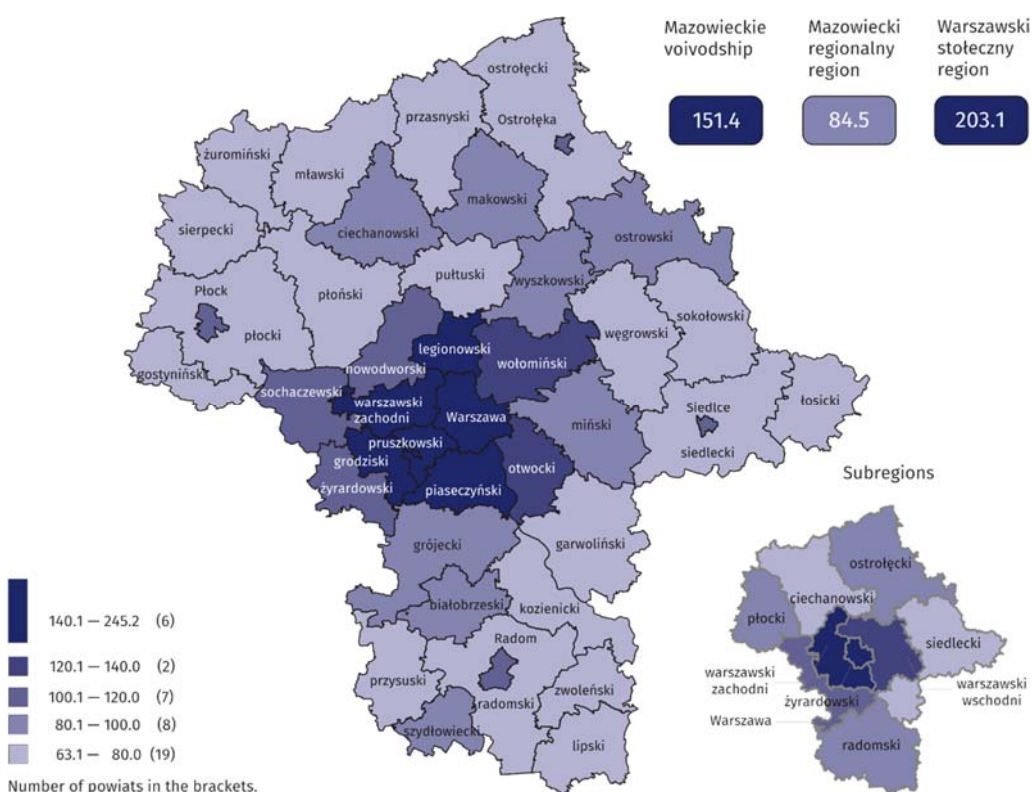 Mazowieckie
voivodship
151.4
Mazowiecki
regionalny
region
84.5
Warszawski
stołeczny
region
203.1
ostrołęcki
Ostrołęka
przasnyski
żuromiński
mławski
makowski
ciechanowski
sierpecki
ostrowski
pułtuski
wyszkowski
Płock
płoński
płocki
sokołowski
węgrowski
legionowski
wołomiński
nowodworski
gostyniński
sochaczewski
warszawski
zachodni
Warszawa
Siedlce
łosicki
miński
siedlecki
pruszkowski
grodziski
otwocki
żyrardowski
piaseczyński
grójecki
garwoliński
białobrzeski
kozienicki
Radom
przysuski
zwoleński
radomski
szydłowiecki
lipski
Subregions
ostrołęcki
ciechanowski
płocki
siedlecki
warszawski
zachodni
żyrardowski
warszawski
wschodni
Warszawa
radomski
140.1 — 245.2 (6)
120.1 — 140.0 (2)
100.1 — 120.0 (7)
80.1 — 100.0 (8)
63.1 — 80.0 (19)
Number of powiats in the brackets.